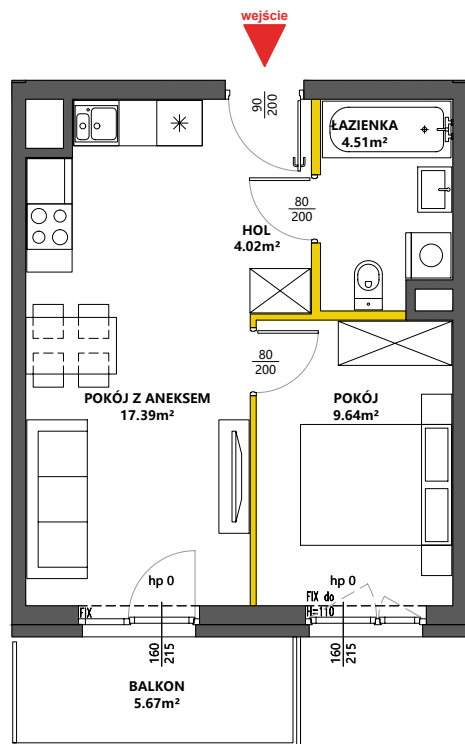 wejście
90
200
ŁAZIENKA
4.51m²
80
200
HOL
4.02m²
80
200
POKÓJ Z ANEKSEM
17.39m²
POKÓJ
9.64m²
hp 0
hp 0
FIX
FIX do
H=110
160
215
160
215
BALKON
5.67m²